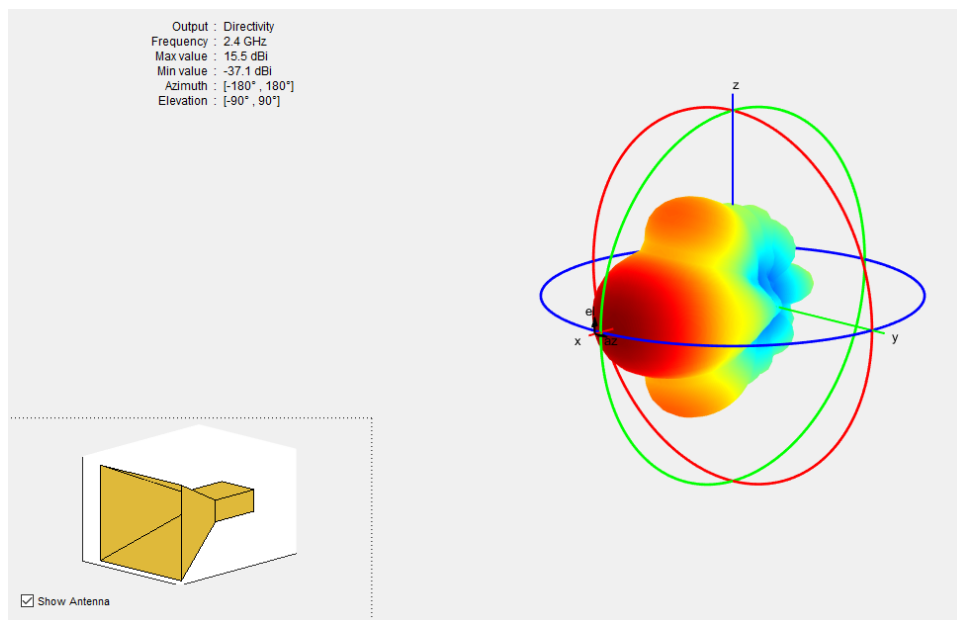 Output : Directivity
Frequency : 2.4 GHz
Max value : 15.5 dBi
Min value : -37.1 dBi
Azimuth : [-180° , 180°]
Elevation : [-90° , 90°]
z
x
az
y
Show Antenna